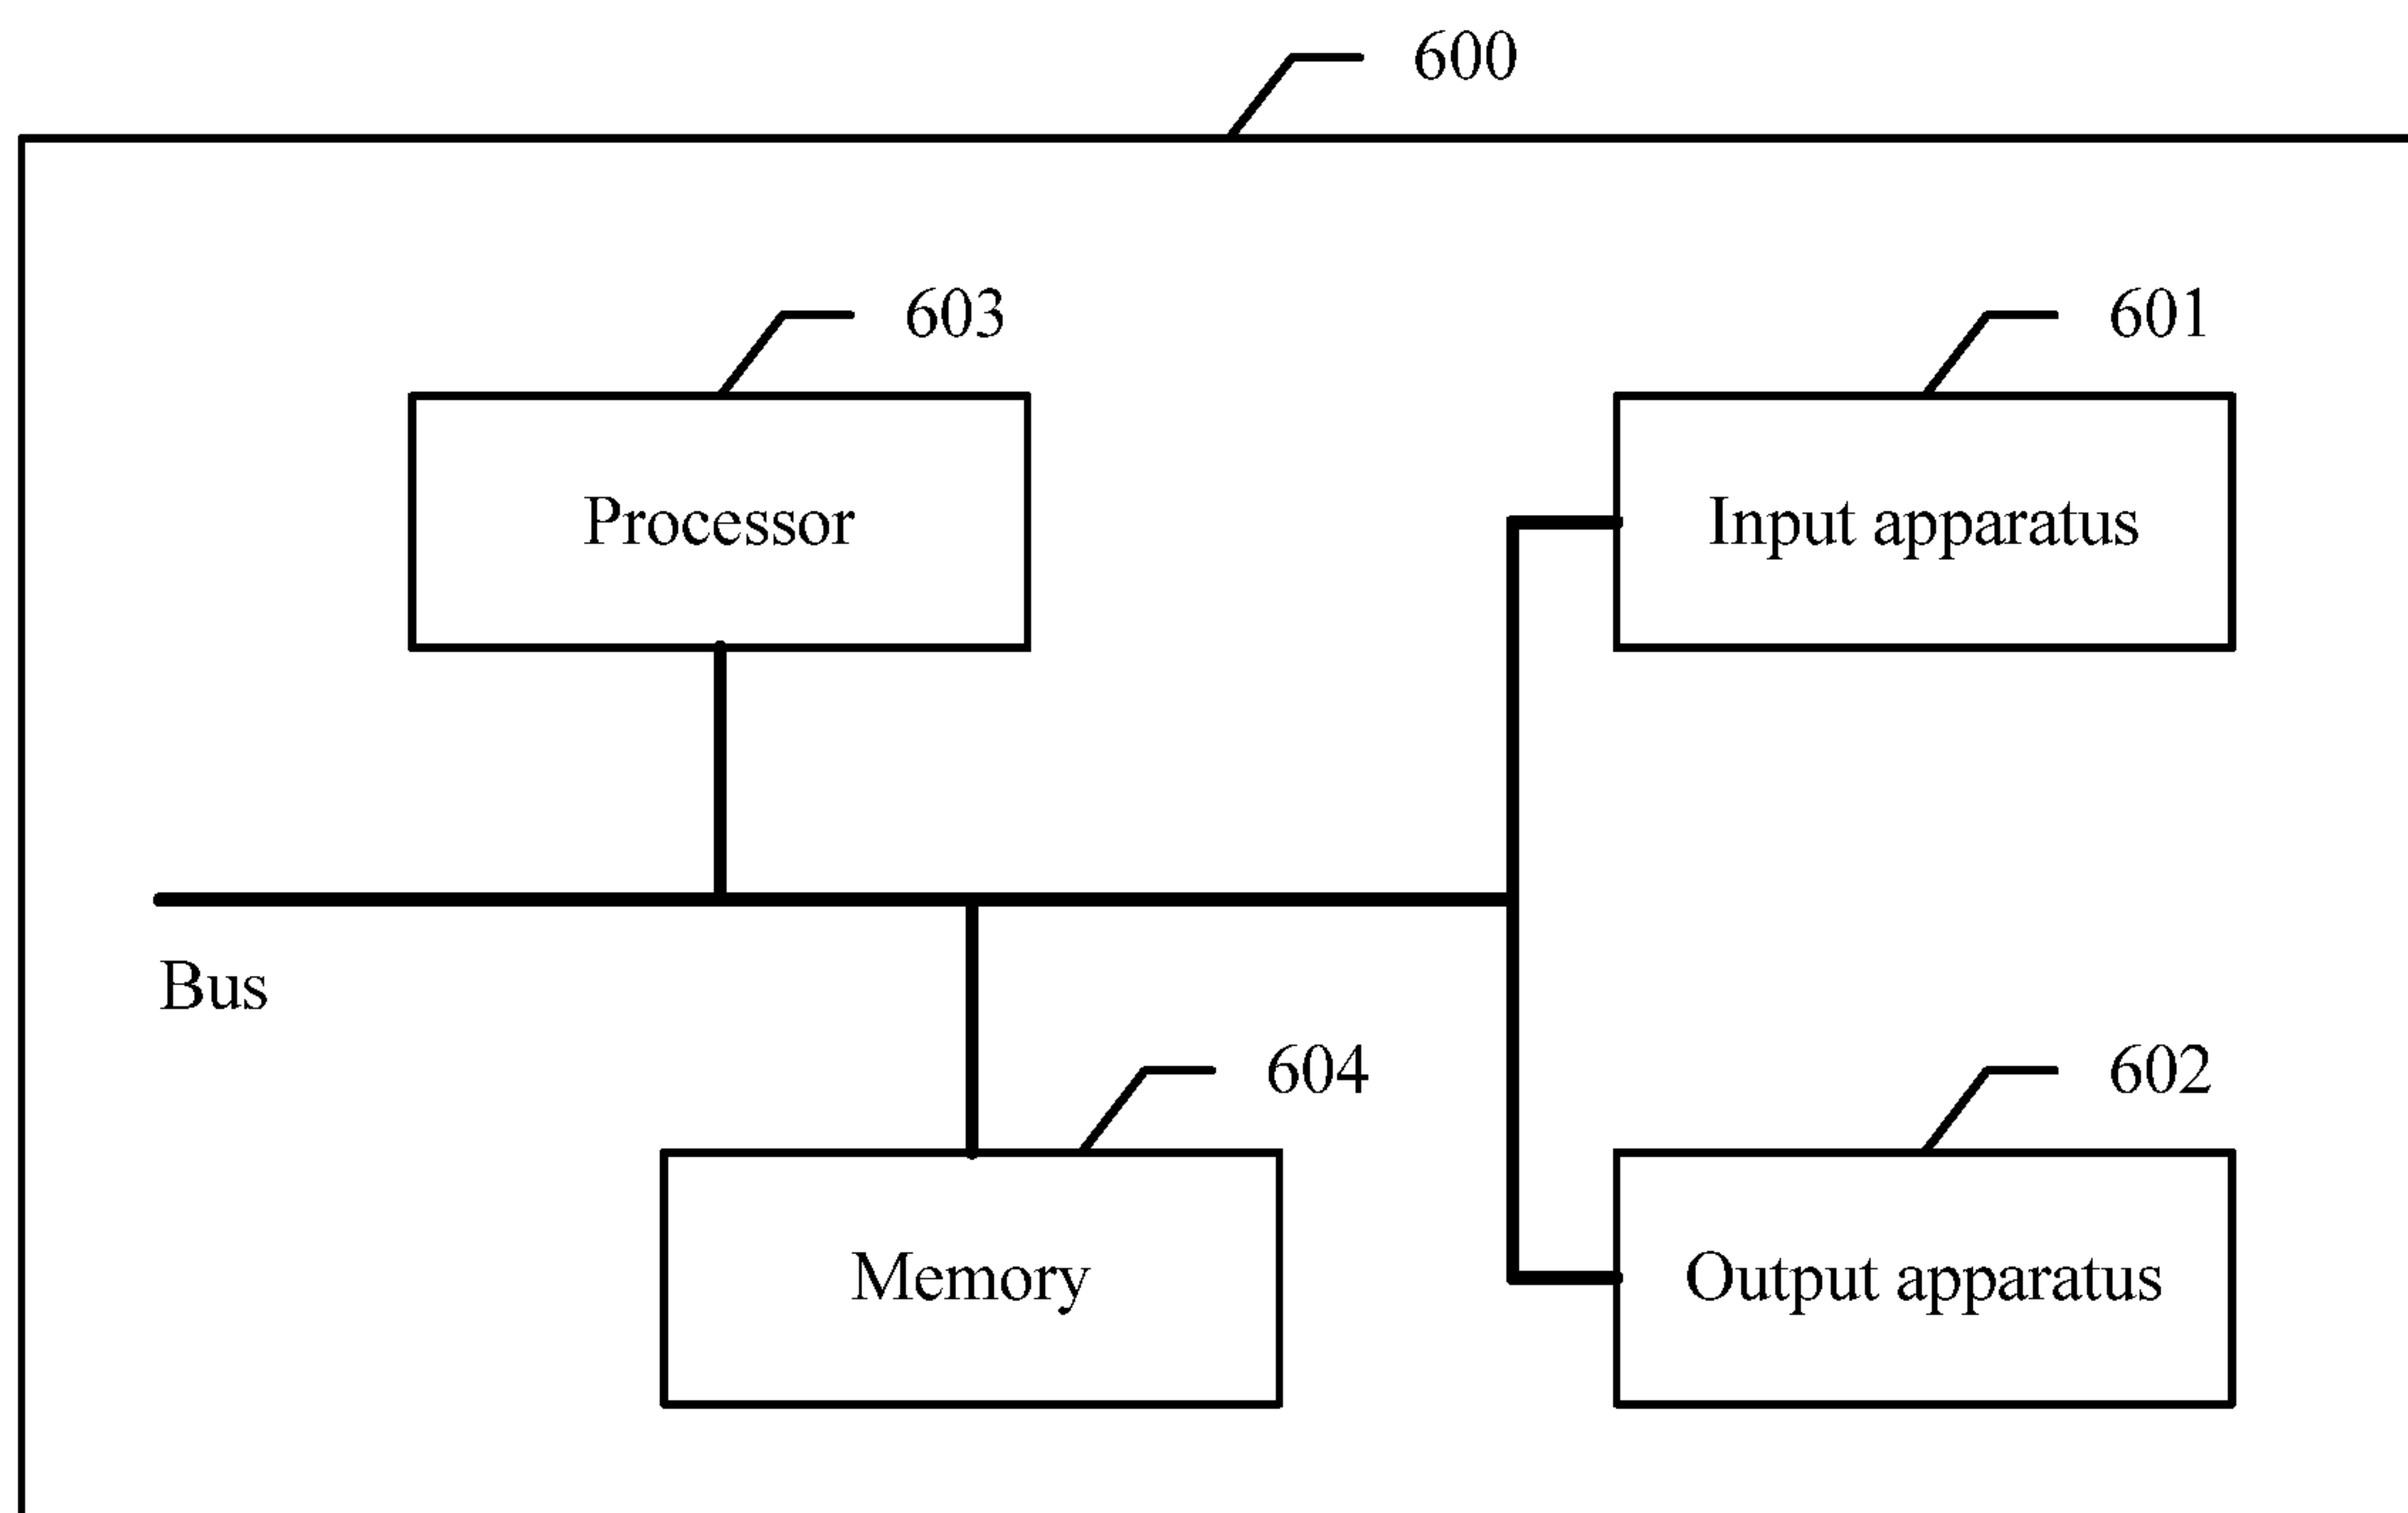 600
603
601
Processor
Input apparatus
Bus
604
602
Memory
Output apparatus